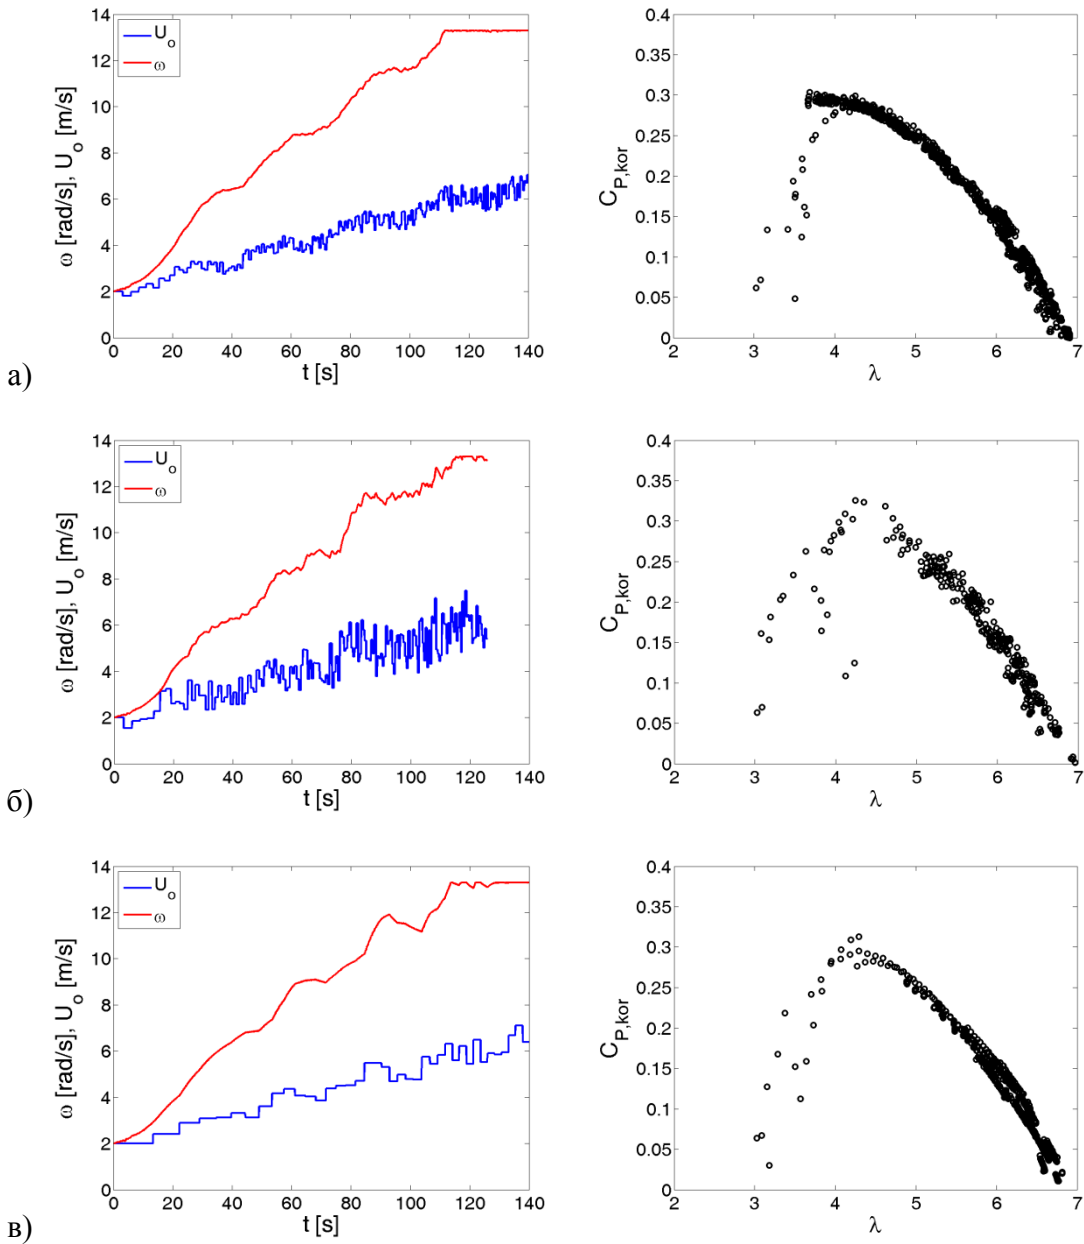 14
12
10
8
6
4
2
0
ω [rad/s], U_o [m/s]
U_o
ω
0 20 40 60 80 100 120 140
t [s]
0.4
0.35
0.3
0.25
0.2
0.15
0.1
0.05
0
C_P,kor
2 3 4 5 6 7
λ
а)
14
12
10
8
6
4
2
0
ω [rad/s], U_o [m/s]
U_o
ω
0 20 40 60 80 100 120 140
t [s]
0.4
0.35
0.3
0.25
0.2
0.15
0.1
0.05
0
C_P,kor
2 3 4 5 6 7
λ
б)
14
12
10
8
6
4
2
0
ω [rad/s], U_o [m/s]
U_o
ω
0 20 40 60 80 100 120 140
t [s]
0.4
0.35
0.3
0.25
0.2
0.15
0.1
0.05
0
C_P,kor
2 3 4 5 6 7
λ
в)